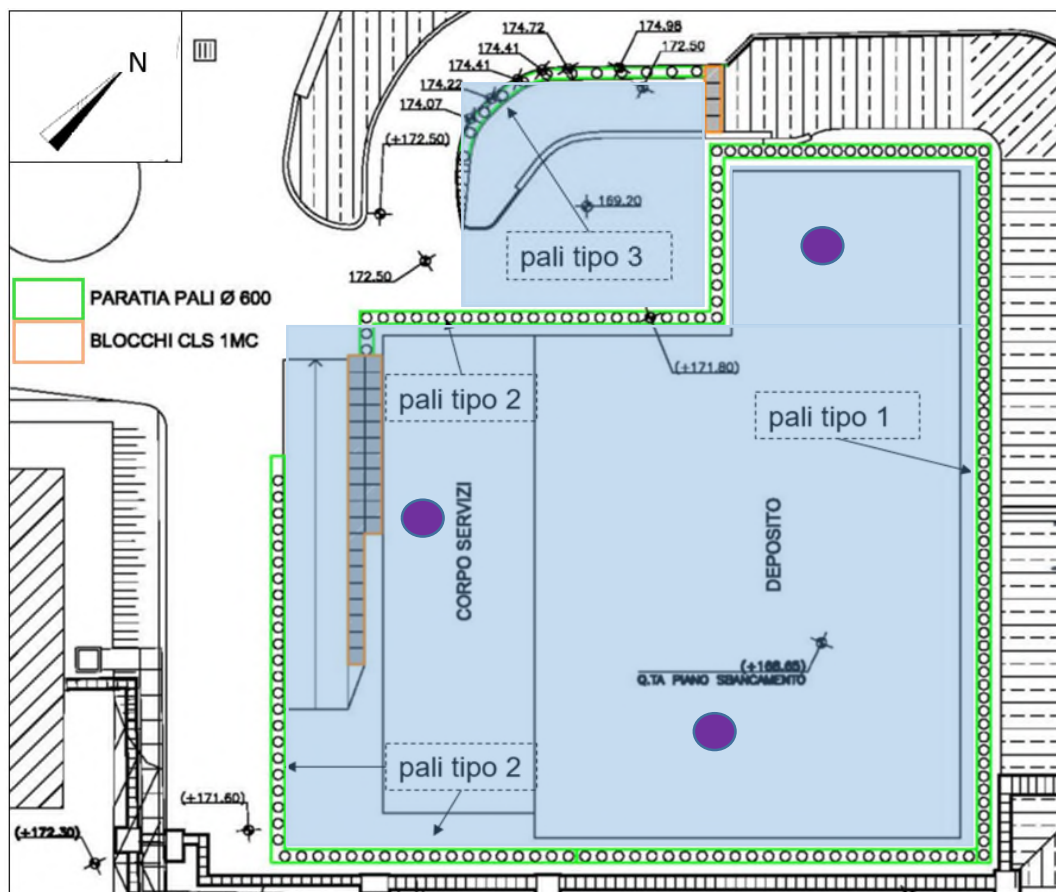 N
174.72
174.98
174.41
172.50
174.41
174.22
174.07
(+172.50)
169.20
pali tipo 3
172.50
PARATIA PALI Ø 600
BLOCCHI CLS 1MC
(+171.80)
pali tipo 2
pali tipo 1
CORPO SERVIZI
DEPOSITO
(+168.65)
Q.TA PIANO SBANCAMENTO
pali tipo 2
(+171.60)
(+172.30)